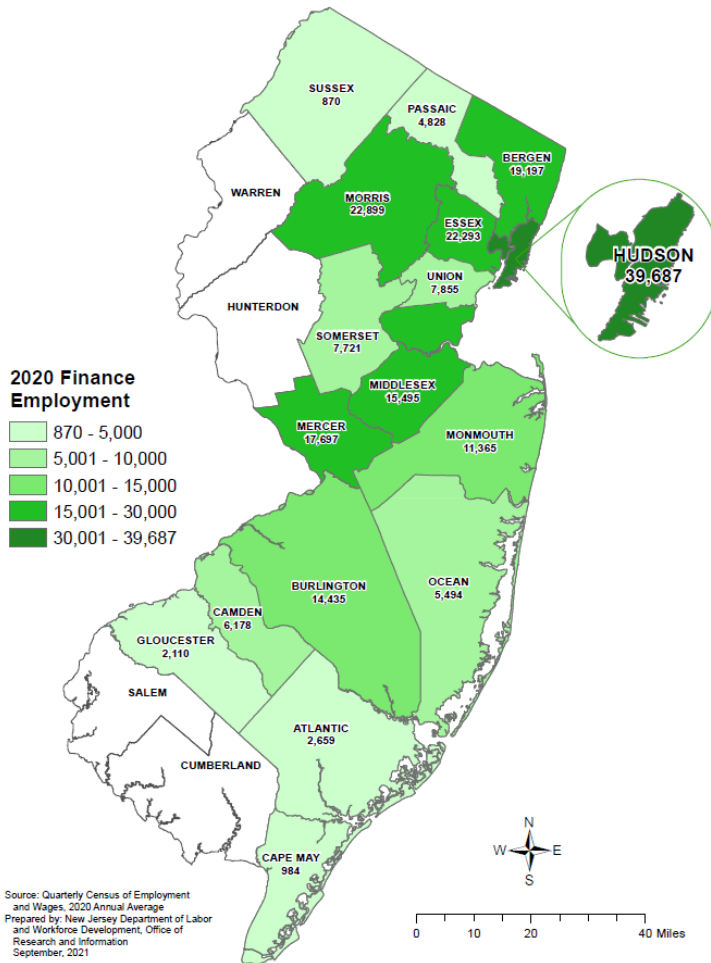 SUSSEX
870
PASSAIC
4,828
BERGEN
19,197
WARREN
MORRIS
22,899
ESSEX
22,293
HUDSON
39,687
UNION
7,855
HUNTERDON
SOMERSET
7,721
2020 Finance
Employment
870 - 5,000
5,001 - 10,000
10,001 - 15,000
15,001 - 30,000
30,001 - 39,687
MIDDLESEX
15,495
MERCER
17,697
MONMOUTH
11,365
BURLINGTON
14,435
OCEAN
5,494
CAMDEN
6,178
GLOUCESTER
2,110
SALEM
ATLANTIC
2,659
CUMBERLAND
CAPE MAY
984
N
W E
S
Source: Quarterly Census of Employment
and Wages, 2020 Annual Average
Prepared by: New Jersey Department of Labor
and Workforce Development, Office of
Research and Information
September, 2021
0 10 20 40 Miles